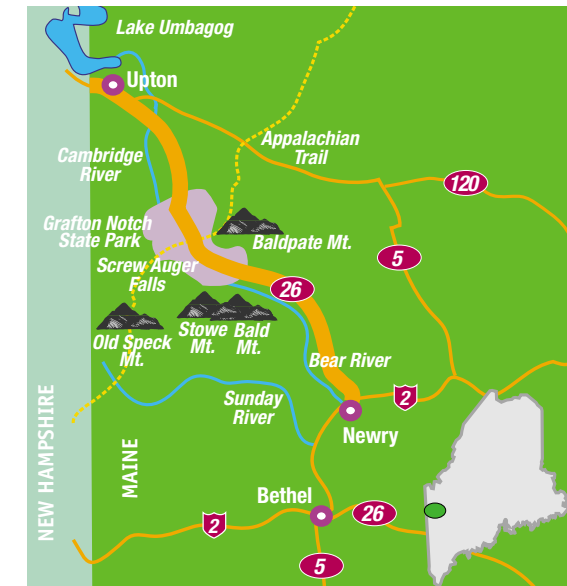 Lake Umbagog
Upton
Appalachian
Trail
Cambridge
River
120
Grafton Notch
State Park
Baldpate Mt.
5
Screw Auger
Falls
26
Old Speck
Mt.
Stowe
Mt.
Bald
Mt.
Bear River
Sunday
River
2
Newry
NEW HAMPSHIRE
MAINE
Bethel
2
26
5